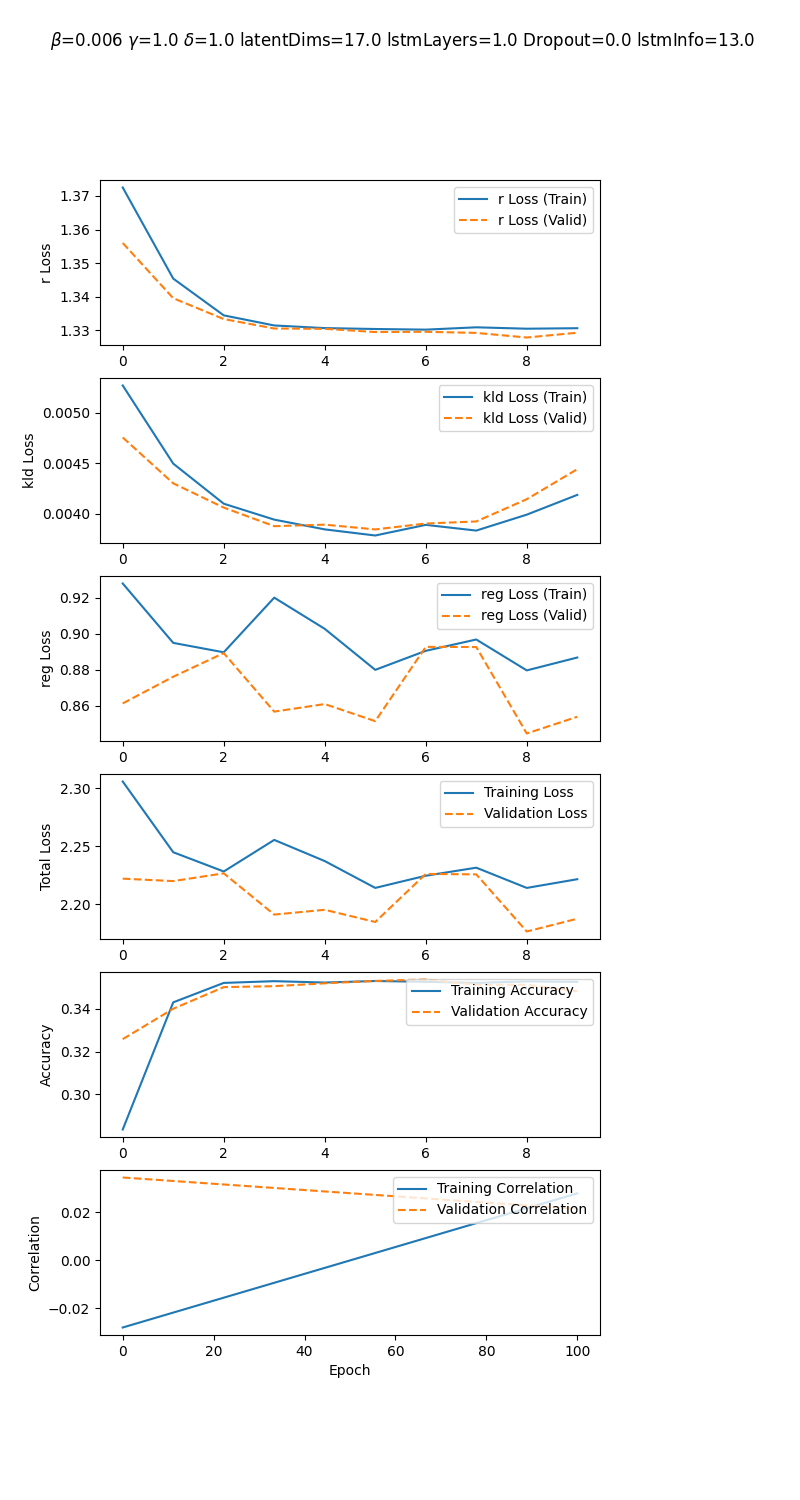 β=0.006 γ=1.0 δ=1.0 latentDims=17.0 lstmLayers=1.0 Dropout=0.0 lstmInfo=13.0
1.37
1.36
1.35
1.34
1.33
r Loss
r Loss (Train)
r Loss (Valid)
0 2 4 6 8
0.0050
0.0045
0.0040
kld Loss
kld Loss (Train)
kld Loss (Valid)
0 2 4 6 8
0.92
0.90
0.88
0.86
reg Loss
reg Loss (Train)
reg Loss (Valid)
0 2 4 6 8
2.30
2.25
2.20
Total Loss
Training Loss
Validation Loss
0 2 4 6 8
0.34
0.32
0.30
Accuracy
Training Accuracy
Validation Accuracy
0 2 4 6 8
0.02
0.00
−0.02
Correlation
Training Correlation
Validation Correlation
0 20 40 60 80 100
Epoch